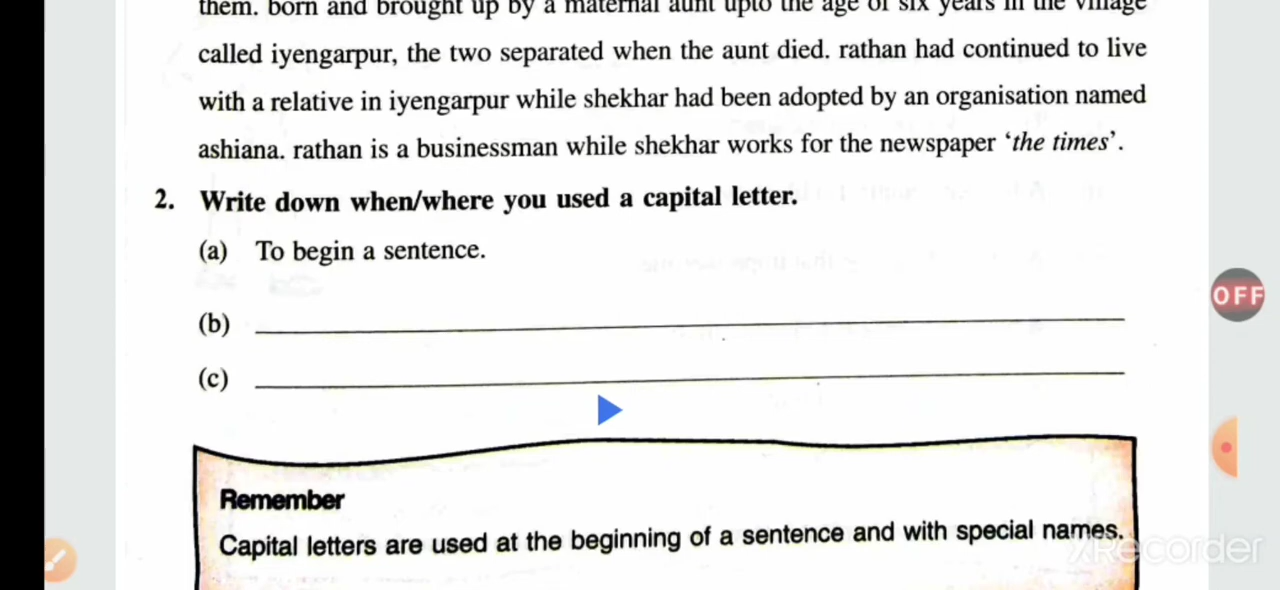 them. born and brought up by a maternal aunt upto the age of six years in the village
called iyengarpur, the two separated when the aunt died. rathan had continued to live
with a relative in iyengarpur while shekhar had been adopted by an organisation named
ashiana. rathan is a businessman while shekhar works for the newspaper ‘the times’.
2. Write down when/where you used a capital letter.
(a) To begin a sentence.
(b)
(c)
OFF
Remember
Capital letters are used at the beginning of a sentence and with special names.
XRecorder